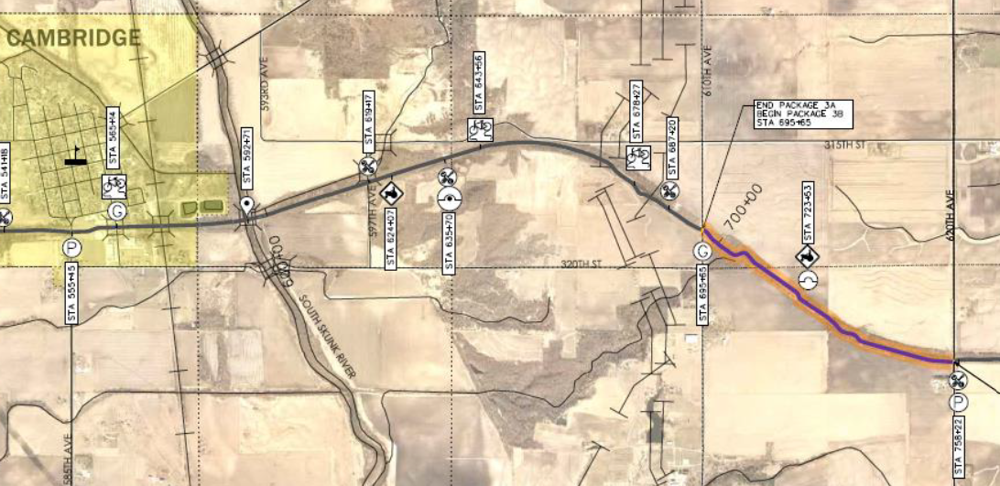 CAMBRIDGE
STA 541+18
STA 565+14
P
STA 555+45
G
585TH AVE
STA 592+71
593RD AVE
SOUTH SKUNK RIVER
STA 619+17
597TH AVE
STA 624+07
STA 643+66
STA 635+70
320TH ST
STA 678+27
STA 687+20
610TH AVE
END PACKAGE 3A
BEGIN PACKAGE 3B
STA 695+65
315TH ST
700+00
G
STA 695+65
STA 723+53
620TH AVE
STA 758+22